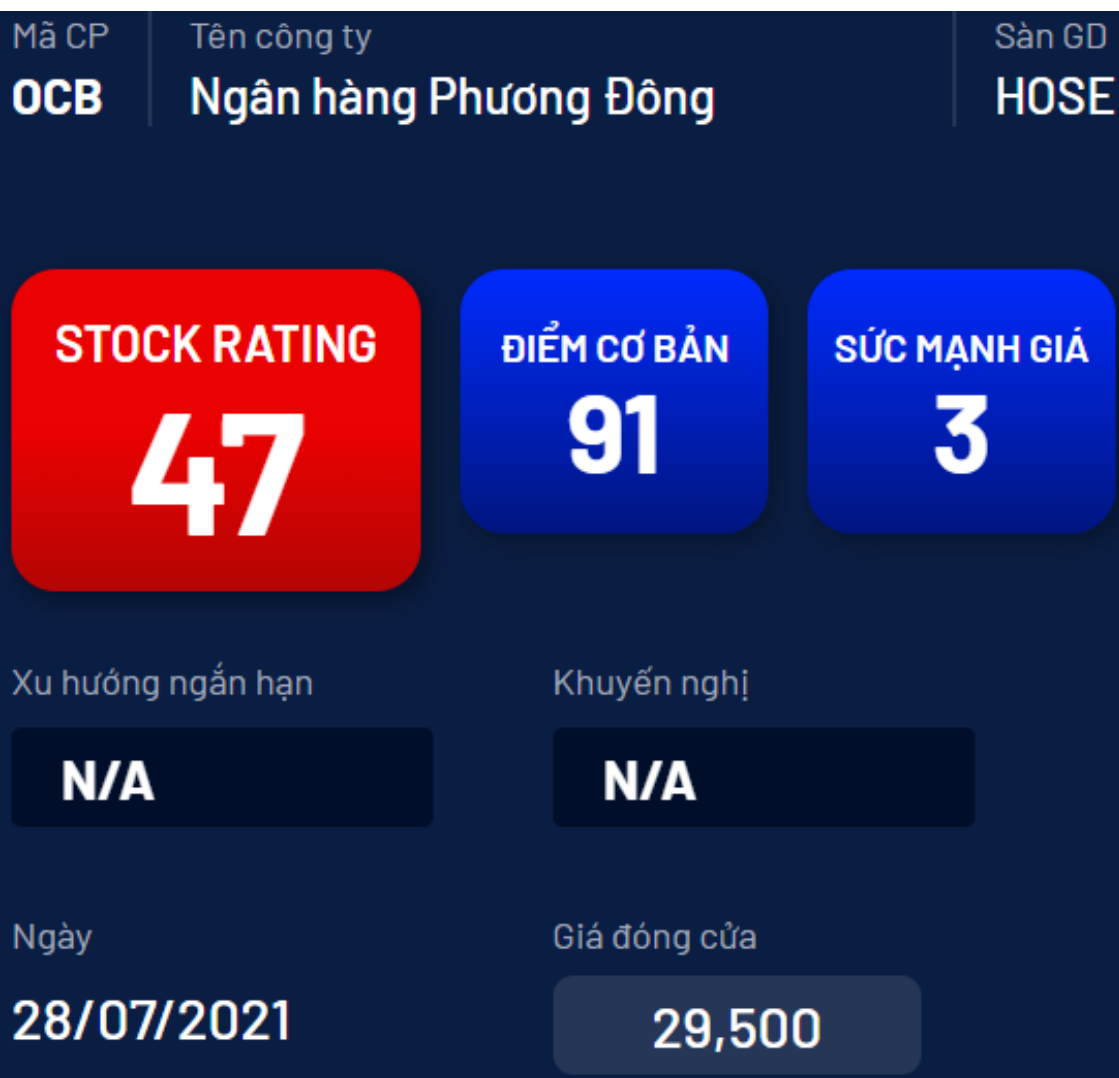 Mã CP Tên công ty Sàn GD
OCB Ngân hàng Phương Đông HOSE
STOCK RATING ĐIỂM CƠ BẢN SỨC MẠNH GIÁ
47 91 3
Xu hướng ngắn hạn Khuyến nghị
N/A N/A
Ngày Giá đóng cửa
28/07/2021 29,500